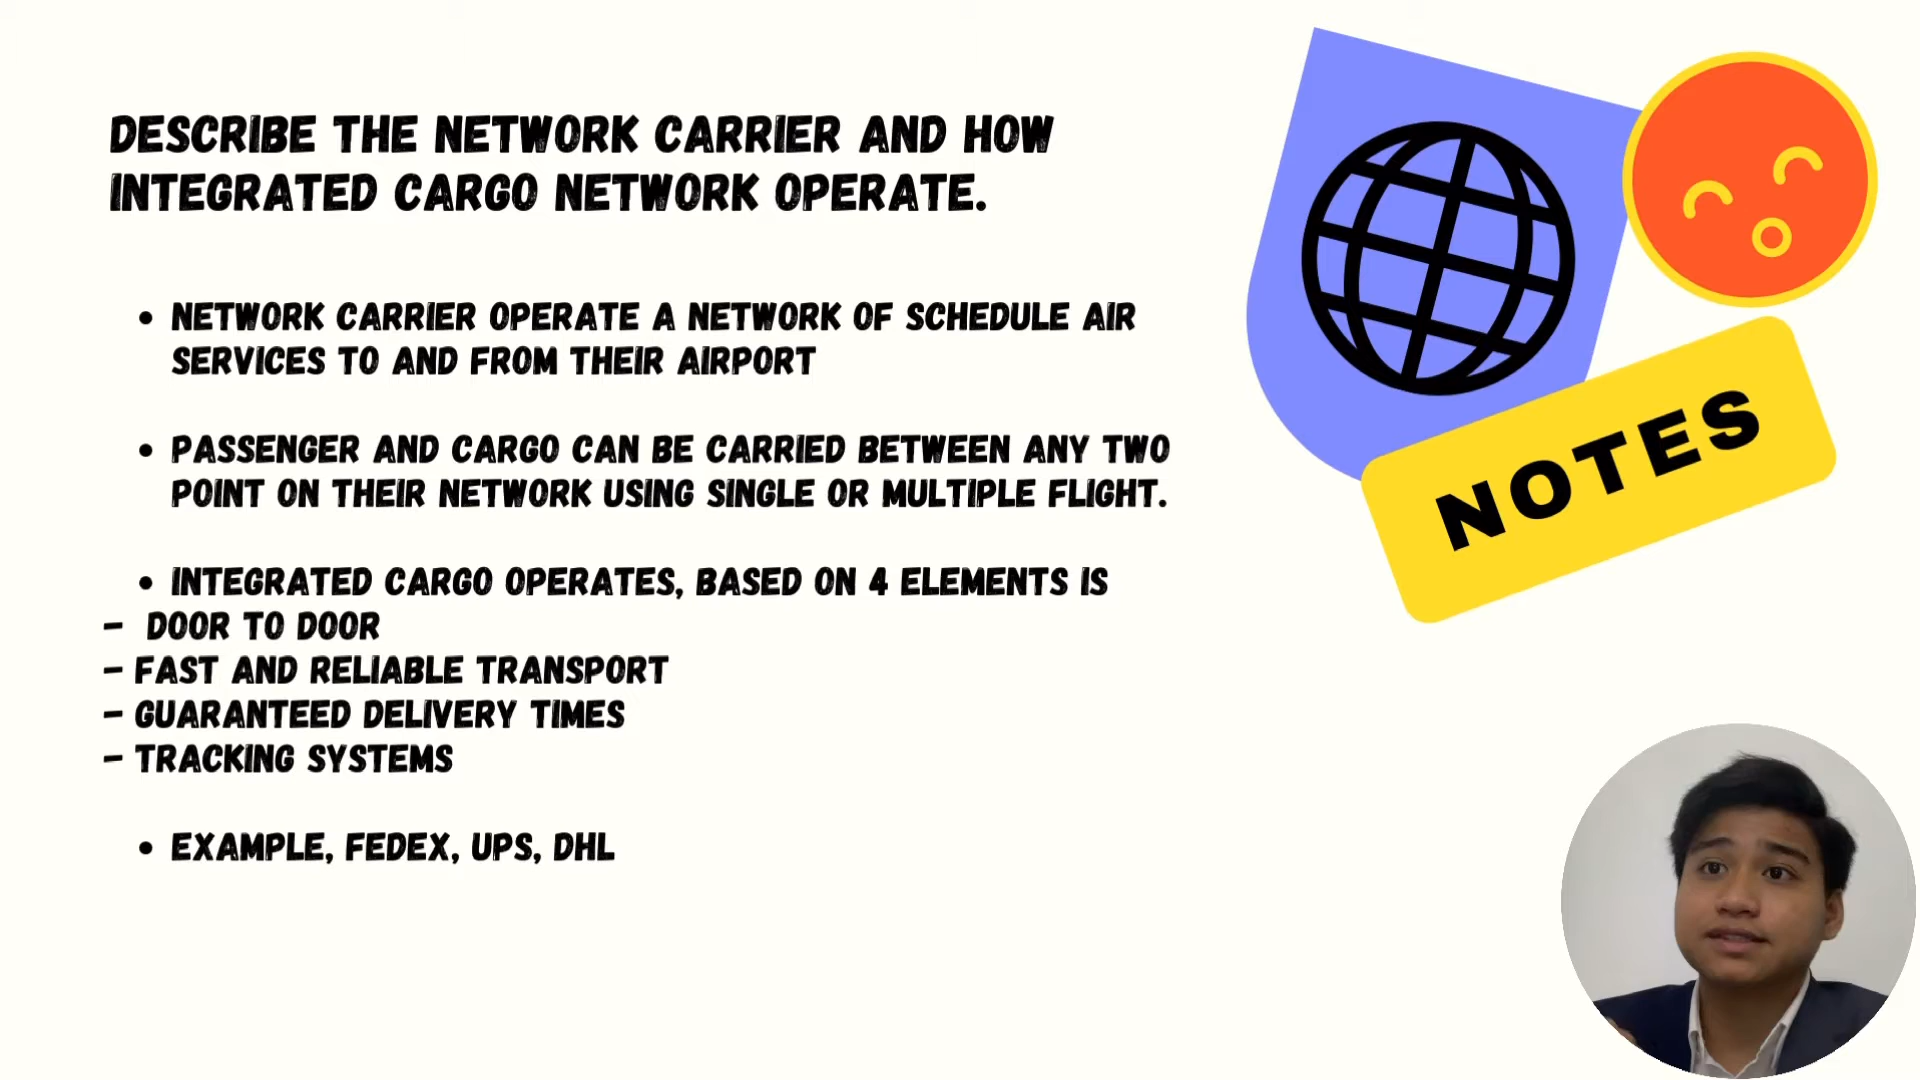 DESCRIBE THE NETWORK CARRIER AND HOW
INTEGRATED CARGO NETWORK OPERATE.
• NETWORK CARRIER OPERATE A NETWORK OF SCHEDULE AIR
SERVICES TO AND FROM THEIR AIRPORT
• PASSENGER AND CARGO CAN BE CARRIED BETWEEN ANY TWO
POINT ON THEIR NETWORK USING SINGLE OR MULTIPLE FLIGHT.
• INTEGRATED CARGO OPERATES, BASED ON 4 ELEMENTS IS
- DOOR TO DOOR
- FAST AND RELIABLE TRANSPORT
- GUARANTEED DELIVERY TIMES
- TRACKING SYSTEMS
• EXAMPLE, FEDEX, UPS, DHL
NOTES